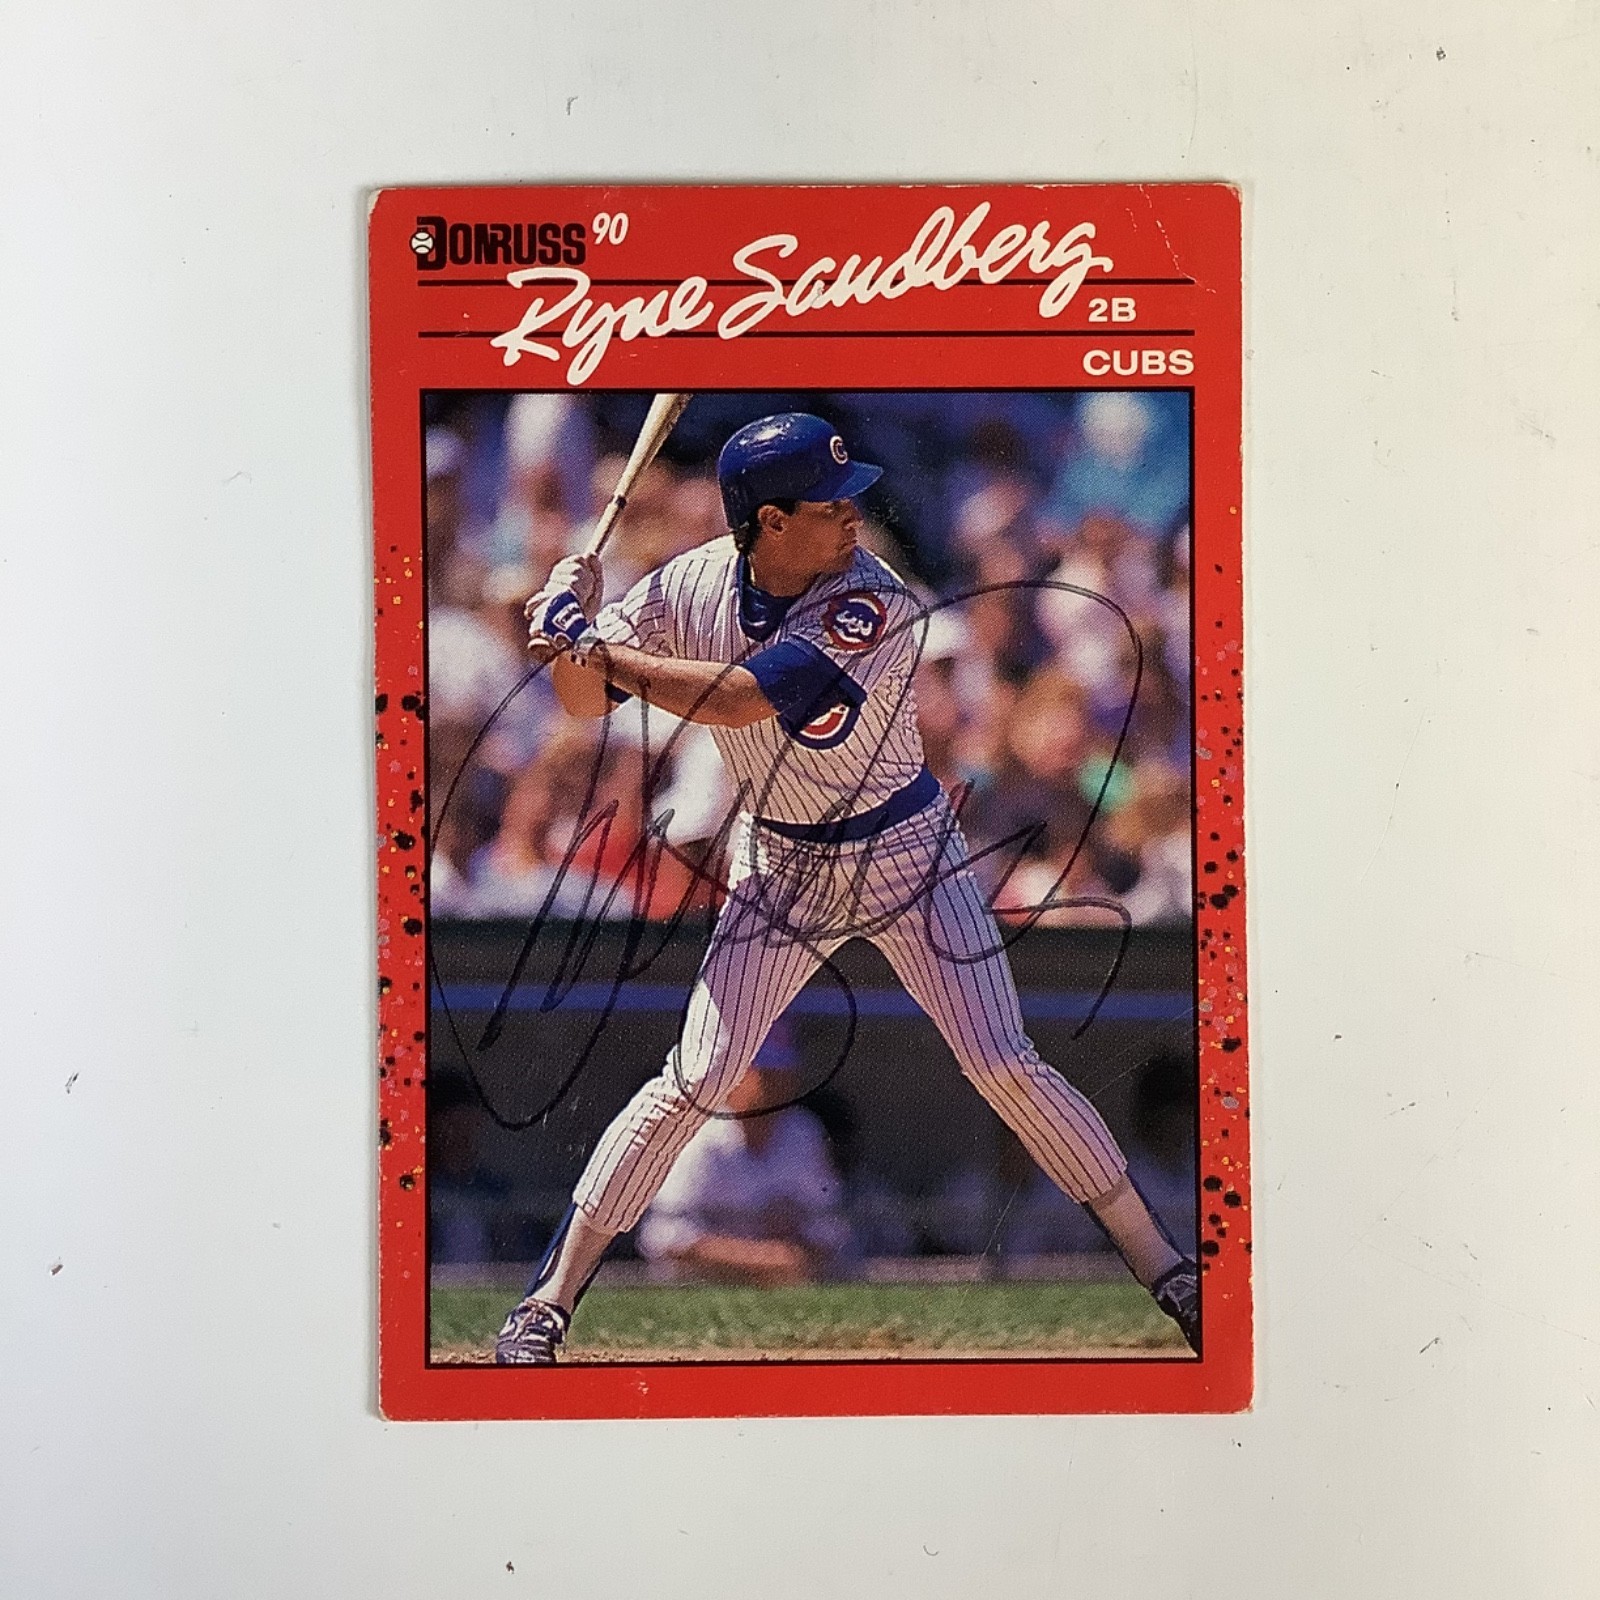 DONRUSS 90
Ryne Sandberg
2B
CUBS